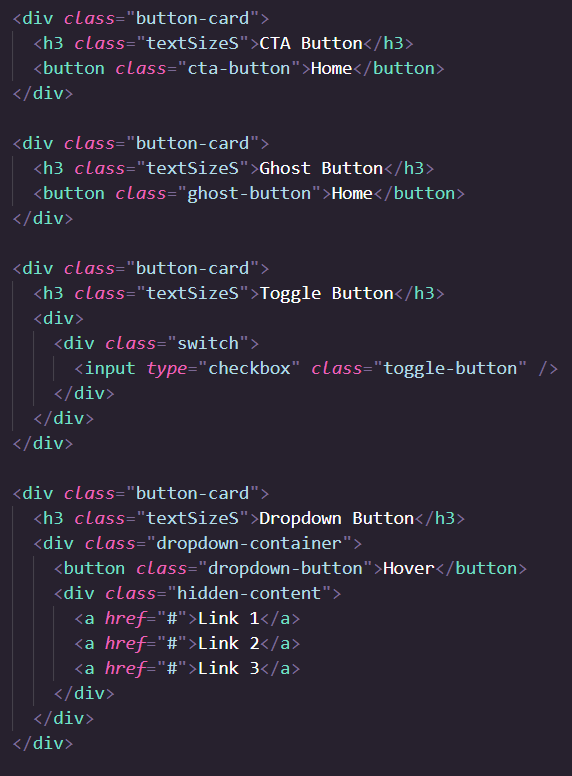 <div class="button-card">
  <h3 class="textSizeS">CTA Button</h3>
  <button class="cta-button">Home</button>
</div>

<div class="button-card">
  <h3 class="textSizeS">Ghost Button</h3>
  <button class="ghost-button">Home</button>
</div>

<div class="button-card">
  <h3 class="textSizeS">Toggle Button</h3>
  <div>
    <div class="switch">
      <input type="checkbox" class="toggle-button" />
    </div>
  </div>
</div>

<div class="button-card">
  <h3 class="textSizeS">Dropdown Button</h3>
  <div class="dropdown-container">
    <button class="dropdown-button">Hover</button>
    <div class="hidden-content">
      <a href="#">Link 1</a>
      <a href="#">Link 2</a>
      <a href="#">Link 3</a>
    </div>
  </div>
</div>